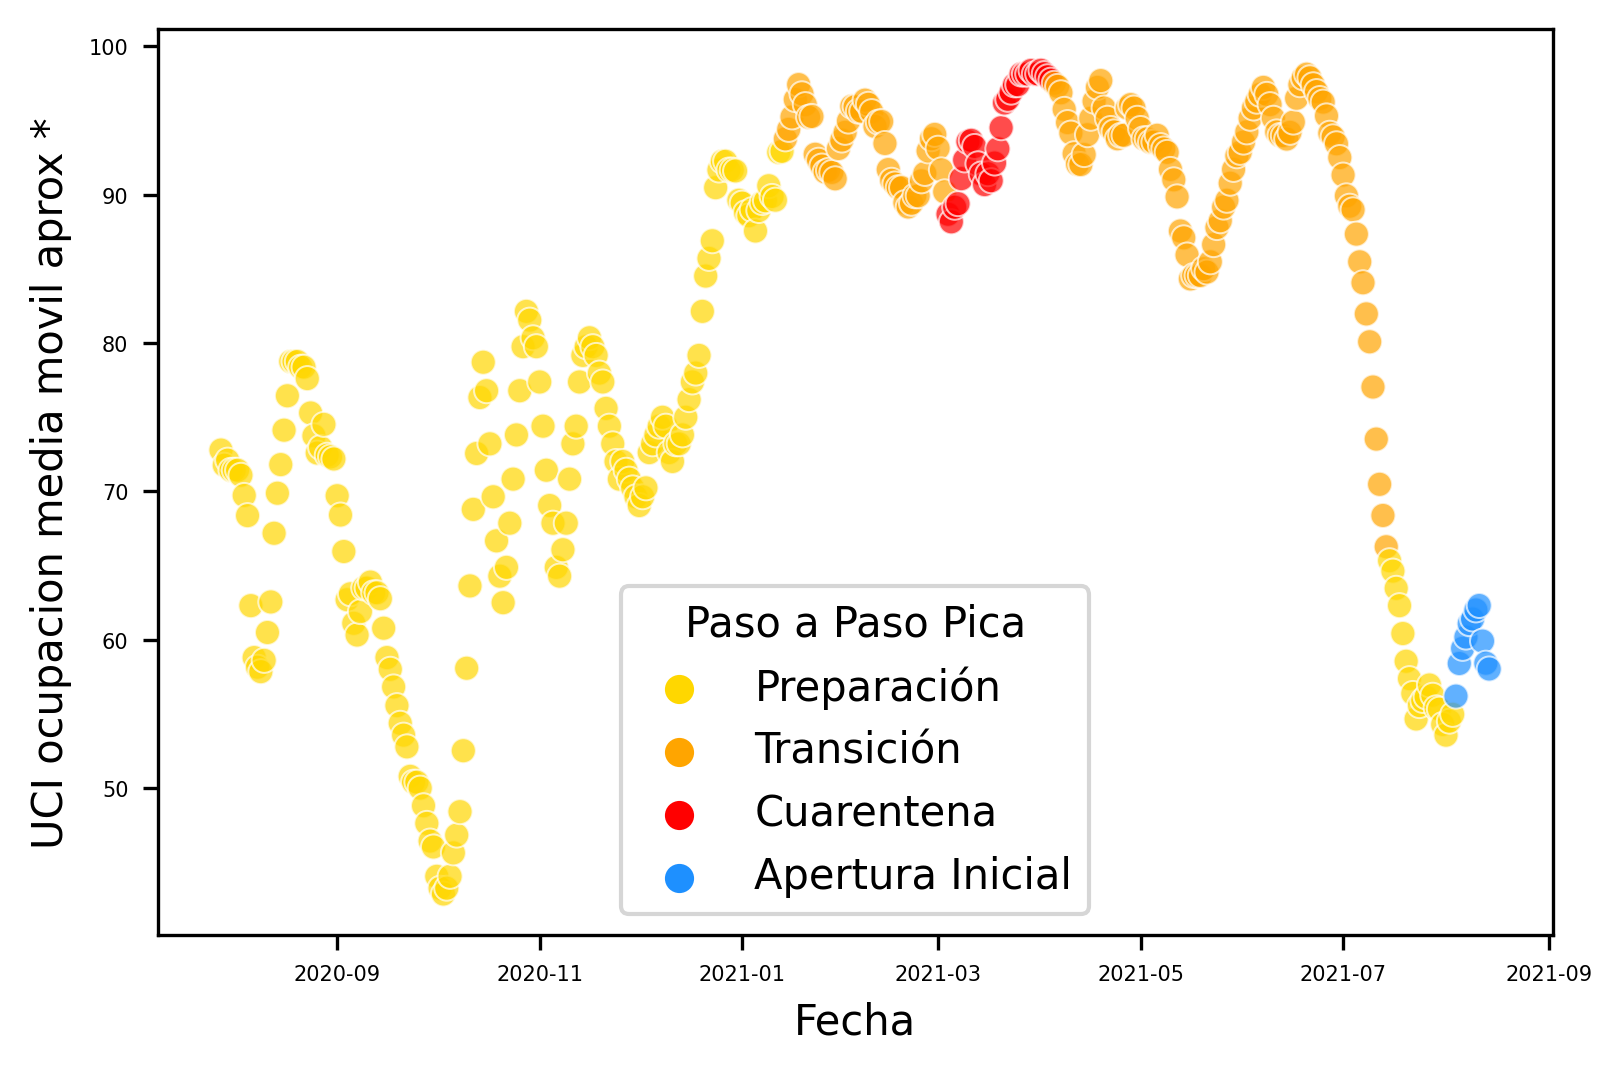 UCI ocupacion media movil aprox *
100
90
80
70
60
50
Paso a Paso Pica
Preparación
Transición
Cuarentena
Apertura Inicial
2020-09
2020-11
2021-01
2021-03
2021-05
2021-07
2021-09
Fecha